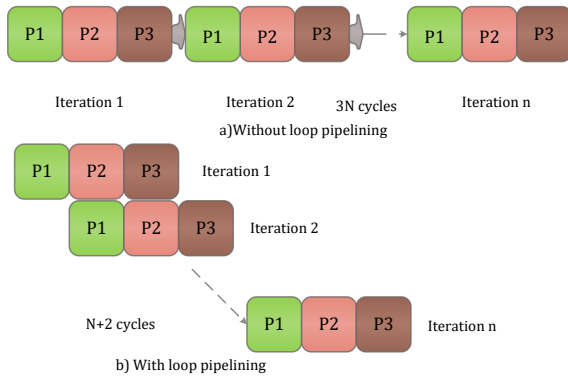 P1 P2 P3 P1 P2 P3 P1 P2 P3
Iteration 1 Iteration 2 3N cycles Iteration n
a)Without loop pipelining
P1 P2 P3 Iteration 1
P1 P2 P3 Iteration 2
N+2 cycles P1 P2 P3 Iteration n
b) With loop pipelining